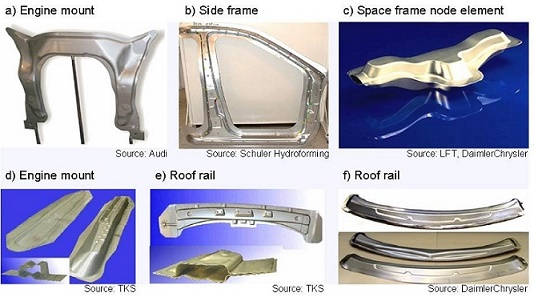 a) Engine mount
b) Side frame
c) Space frame node element
Source: Audi
Source: Schuler Hydroforming
Source: LFT, DaimlerChrysler
d) Engine mount
e) Roof rail
f) Roof rail
Source: TKS
Source: TKS
Source: DaimlerChrysler